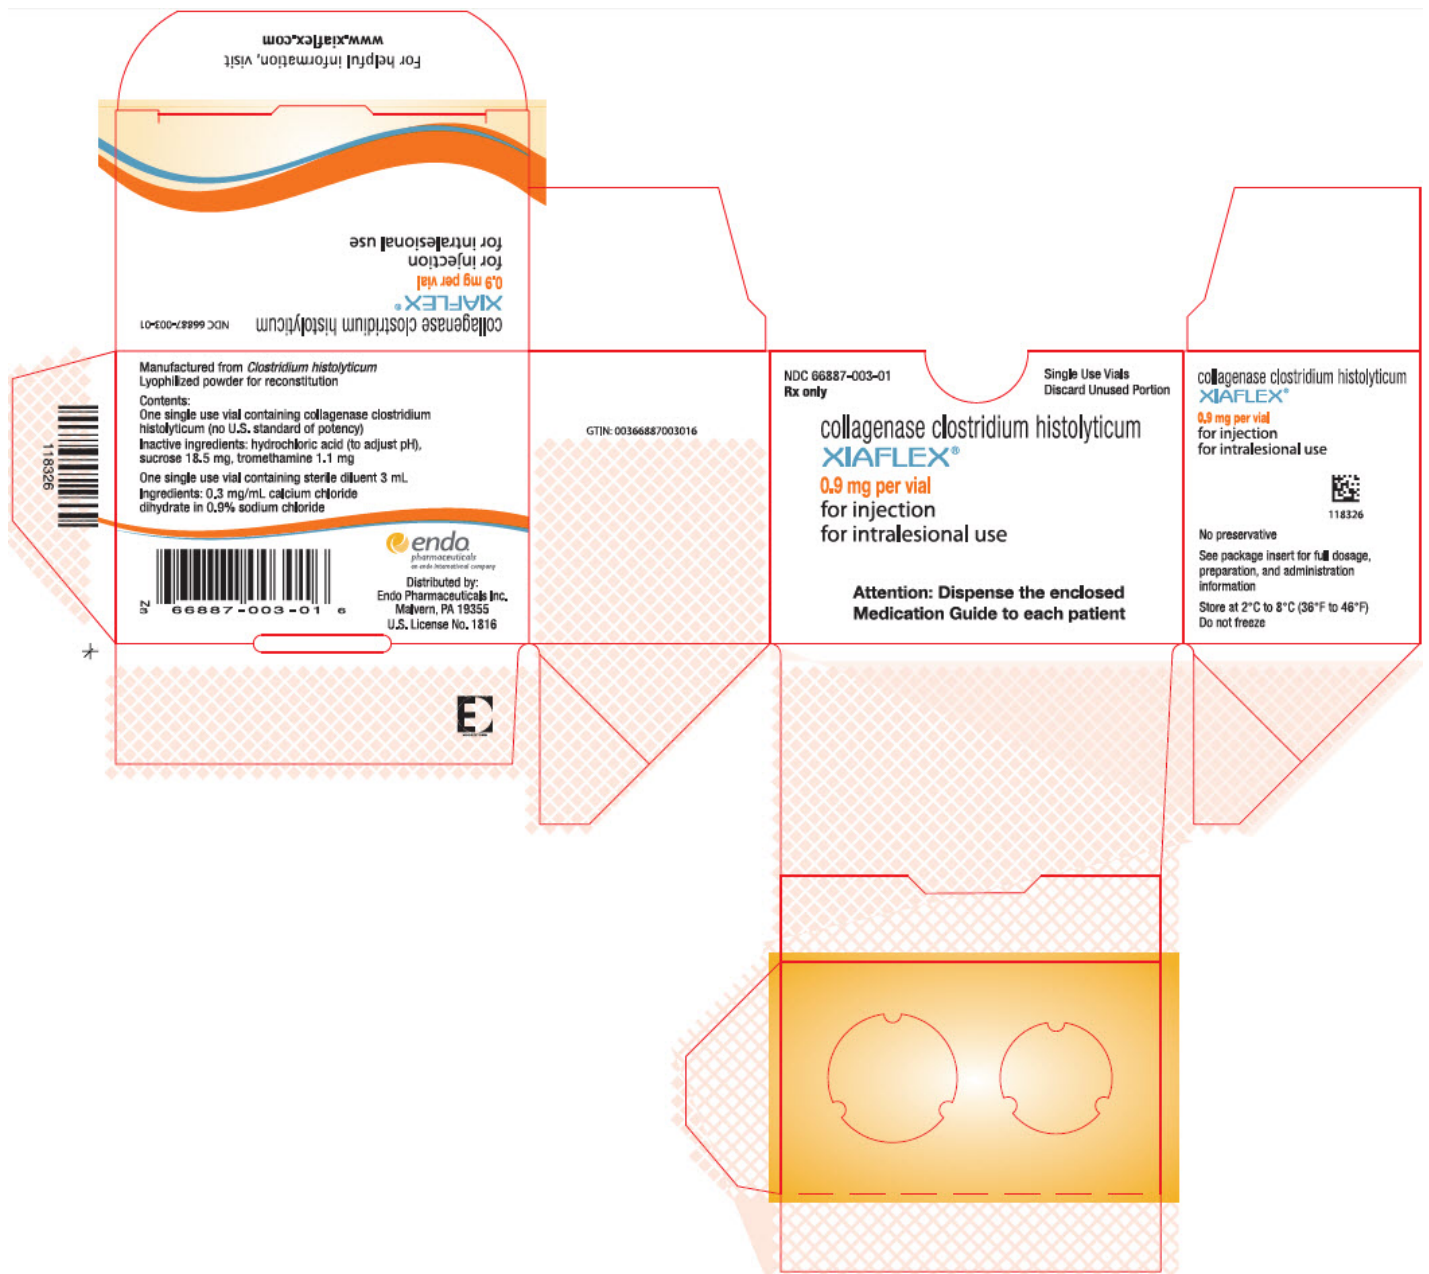 For helpful information, visit
www.xiaflex.com
collagenase clostridium histolyticum
NDC 66887-003-01
XIAFLEX®
0.9 mg per vial
for injection
for intralesional use
Manufactured from Clostridium histolyticum
Lyophilized powder for reconstitution
Contents:
One single use vial containing collagenase clostridium
histolyticum (no U.S. standard of potency)
Inactive ingredients: hydrochloric acid (to adjust pH),
sucrose 18.5 mg, tromethamine 1.1 mg
One single use vial containing sterile diluent 3 mL
Ingredients: 0.3 mg/mL calcium chloride
dihydrate in 0.9% sodium chloride
118326
endo
pharmaceuticals
an endo international company
Distributed by:
Endo Pharmaceuticals Inc.
Malvern, PA 19355
U.S. License No. 1816
66887-003-01 6
E
GTIN: 00366887003016
NDC 66887-003-01
Rx only
Single Use Vials
Discard Unused Portion
collagenase clostridium histolyticum
XIAFLEX®
0.9 mg per vial
for injection
for intralesional use
Attention: Dispense the enclosed
Medication Guide to each patient
collagenase clostridium histolyticum
XIAFLEX®
0.9 mg per vial
for injection
for intralesional use
118326
No preservative
See package insert for full dosage,
preparation, and administration
information
Store at 2°C to 8°C (36°F to 46°F)
Do not freeze